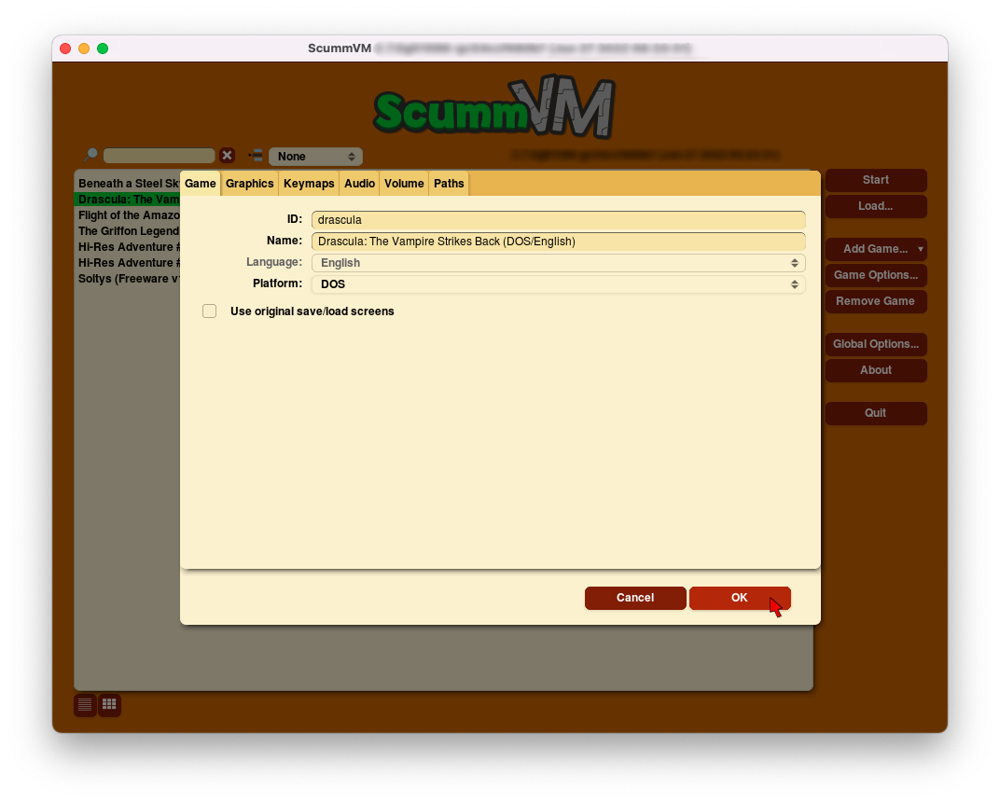 ScummVM
ScummVM
None
Beneath a Steel Sk
Drascula: The Vam
Flight of the Amazo
The Griffon Legend
Hi-Res Adventure #
Hi-Res Adventure #
Soltys (Freeware v
Game Graphics Keymaps Audio Volume Paths
ID: drascula
Name: Drascula: The Vampire Strikes Back (DOS/English)
Language: English
Platform: DOS
Use original save/load screens
Cancel OK
Start
Load...
Add Game...
Game Options...
Remove Game
Global Options...
About
Quit